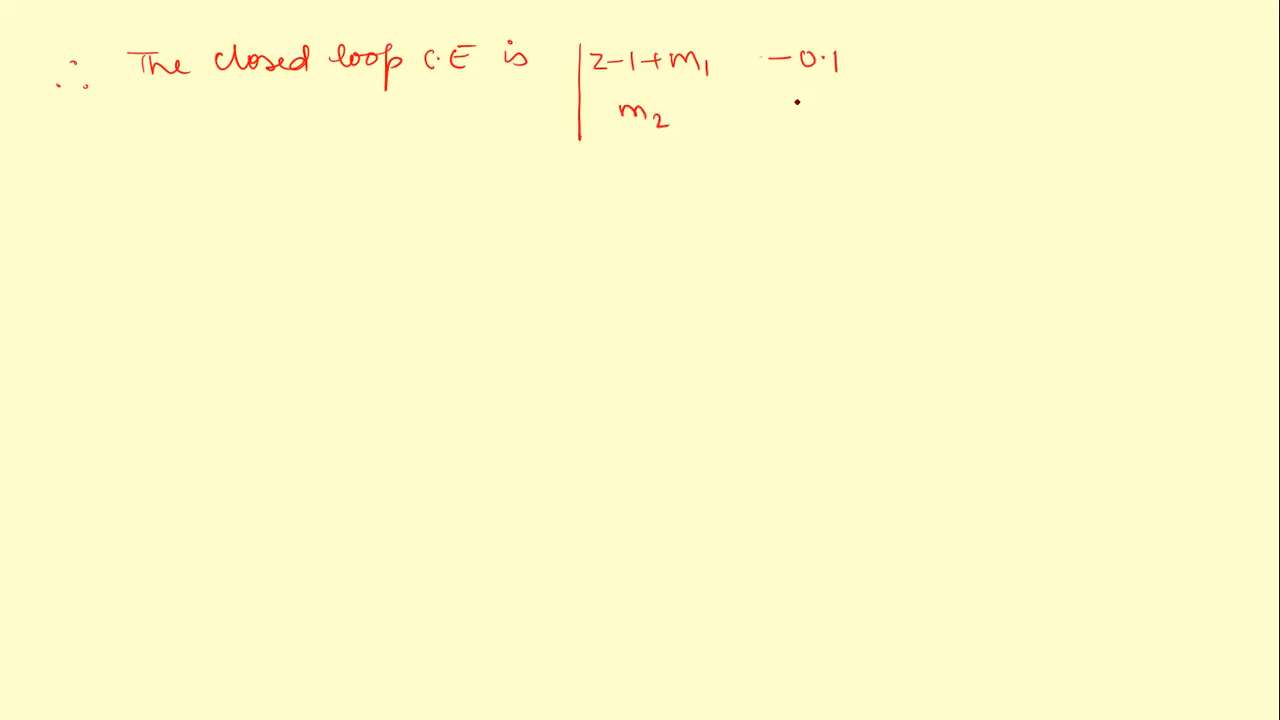 ∴ The closed loop C.E is | z-1+m₁ -0.1
m₂